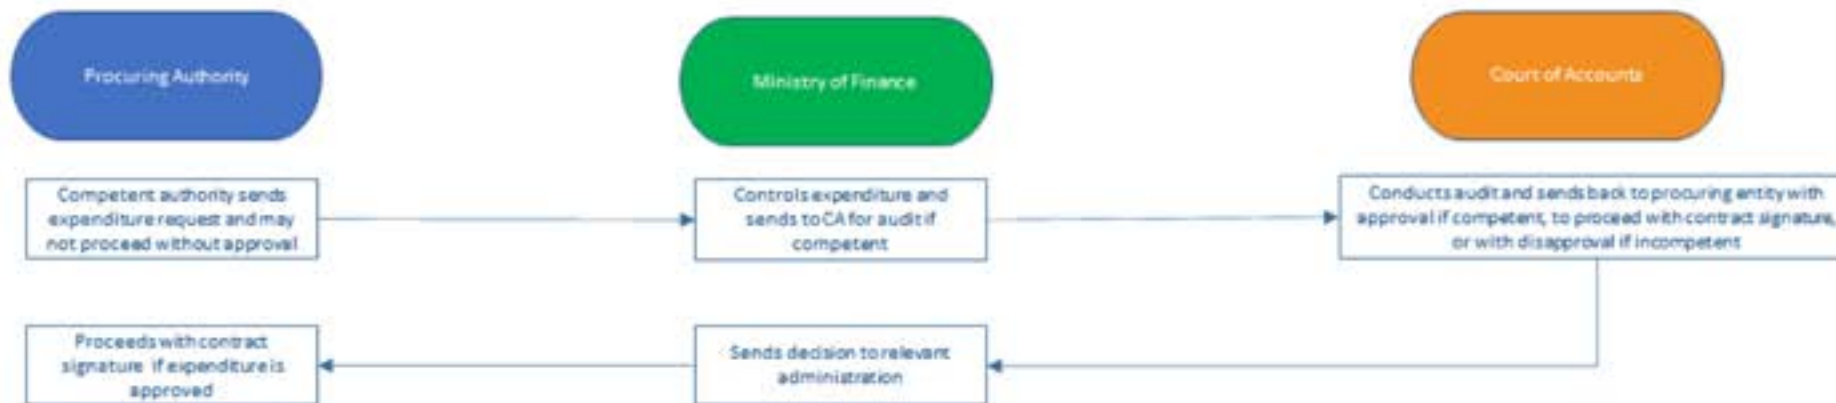 Procuring Authority
Ministry of Finance
Court of Accounts
Competent authority sends
expenditure request and may
not proceed without approval
Controls expenditure and
sends to CA for audit if
competent
Conducts audit and sends back to procuring entity with
approval if competent, to proceed with contract signature,
or with disapproval if incompetent
Proceeds with contract
signature if expenditure is
approved
Sends decision to relevant
administration